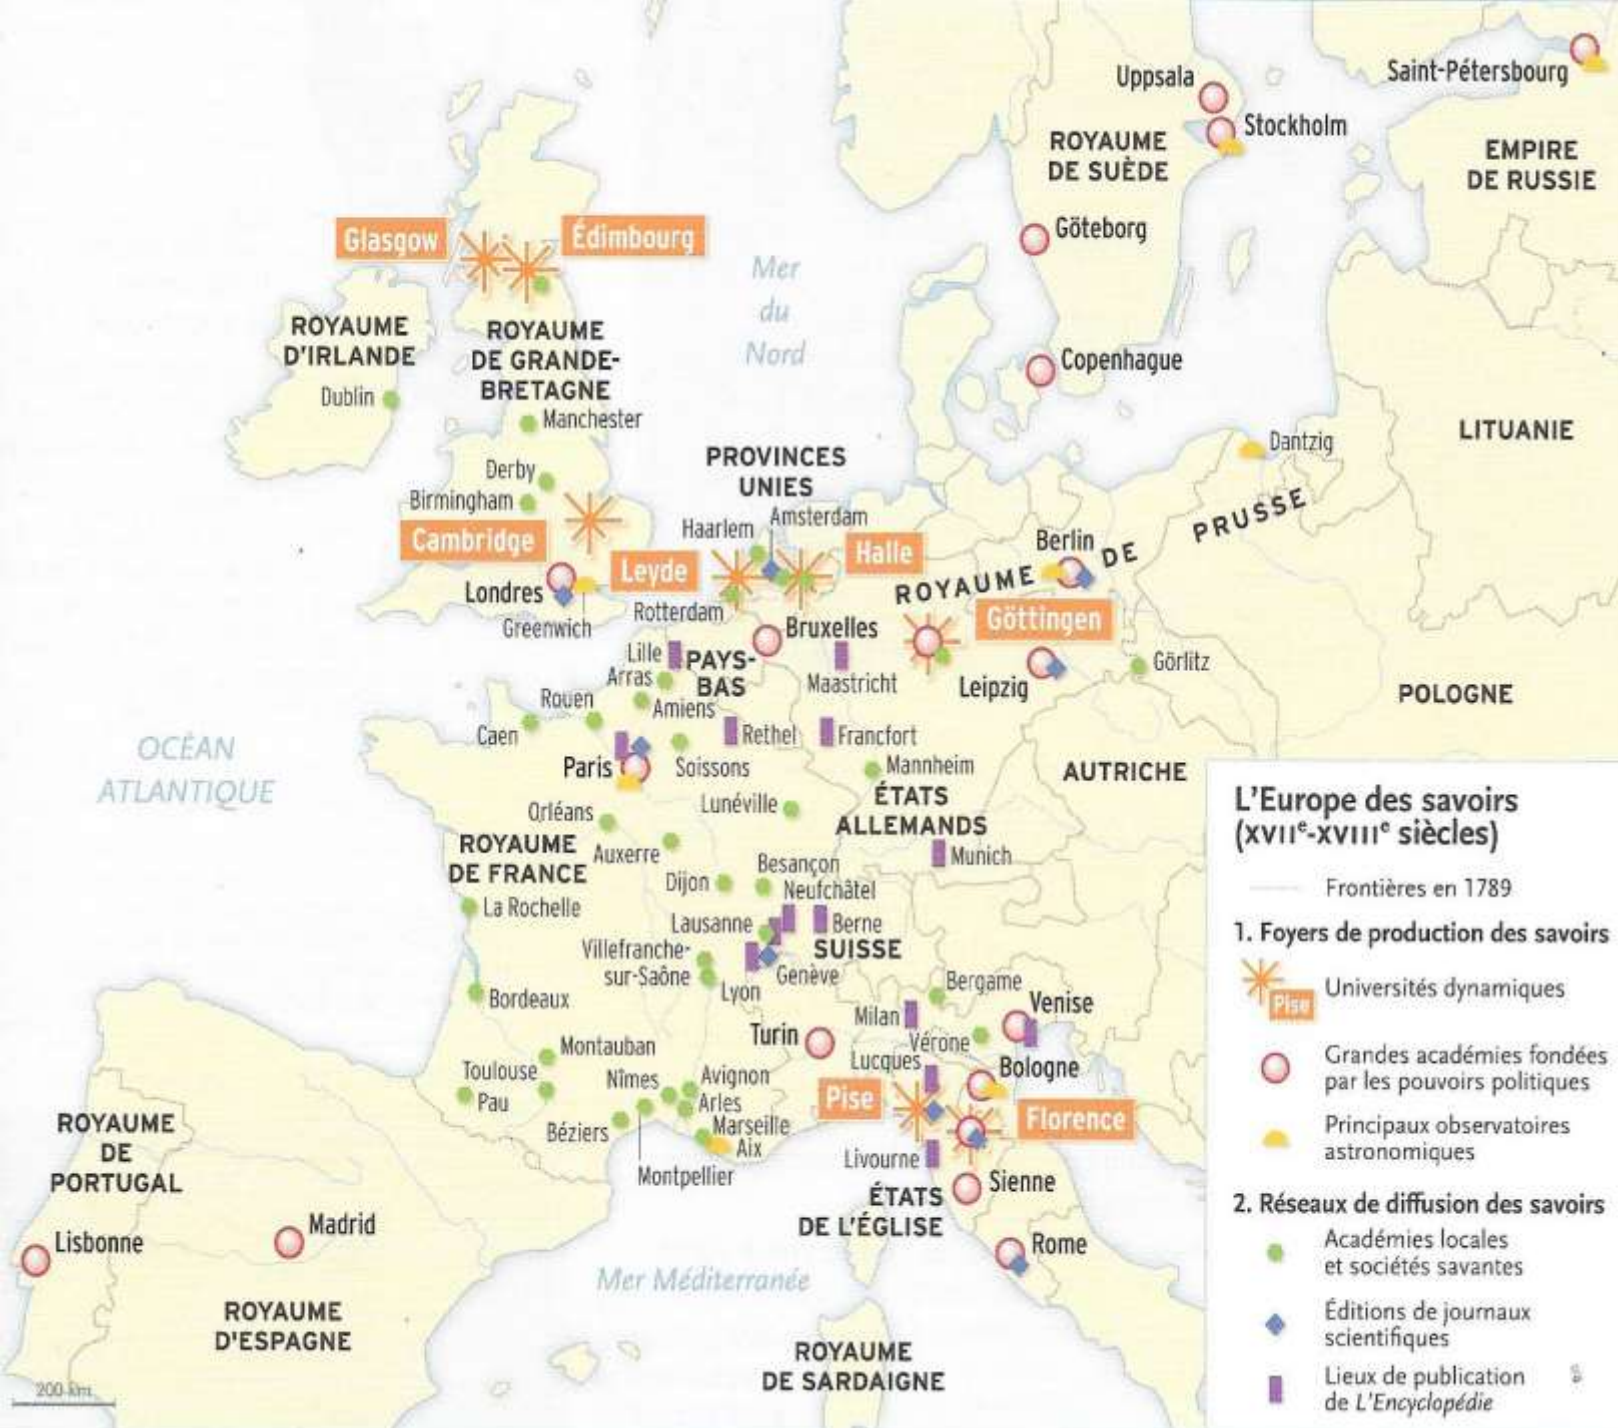 Uppsala
Saint-Pétersbourg
Stockholm
ROYAUME
DE SUÈDE
EMPIRE
DE RUSSIE
Göteborg
Glasgow
Édimbourg
Mer
du
Nord
ROYAUME
D'IRLANDE
ROYAUME
DE GRANDE-
BRETAGNE
Copenhague
Dublin
Manchester
LITUANIE
Dantzig
PROVINCES
UNIES
Derby
Birmingham
Haarlem
Amsterdam
Cambridge
Halle
Berlin
ROYAUME DE PRUSSE
Leyde
Londres
Greenwich
Rotterdam
Göttingen
Bruxelles
Lille
PAYS-
BAS
Arras
Maastricht
Leipzig
Görlitz
POLOGNE
Rouen
Amiens
Caen
Rethel
Francfort
OCÉAN
ATLANTIQUE
Paris
Soissons
Mannheim
AUTRICHE
Lunéville
ÉTATS
ALLEMANDS
Orléans
ROYAUME
DE FRANCE
Auxerre
Munich
Besançon
Dijon
Neufchâtel
La Rochelle
Lausanne
Berne
SUISSE
Villefranche-
sur-Saône
Genève
Lyon
Bordeaux
Bergame
Milan
Venise
Turin
Vérone
Montauban
Lucques
Bologne
Toulouse
Nîmes
Avignon
Pau
Arles
Pise
Florence
Béziers
Marseille
Aix
Montpellier
Livourne
Sienne
ROYAUME
DE
PORTUGAL
ÉTATS
DE L'ÉGLISE
Lisbonne
Madrid
Rome
Mer Méditerranée
ROYAUME
D'ESPAGNE
ROYAUME
DE SARDAIGNE
200 km
L'Europe des savoirs
(XVIIe-XVIIIe siècles)
Frontières en 1789
1. Foyers de production des savoirs
Pise
Universités dynamiques
Grandes académies fondées
par les pouvoirs politiques
Principaux observatoires
astronomiques
2. Réseaux de diffusion des savoirs
Académies locales
et sociétés savantes
Éditions de journaux
scientifiques
Lieux de publication
de L'Encyclopédie